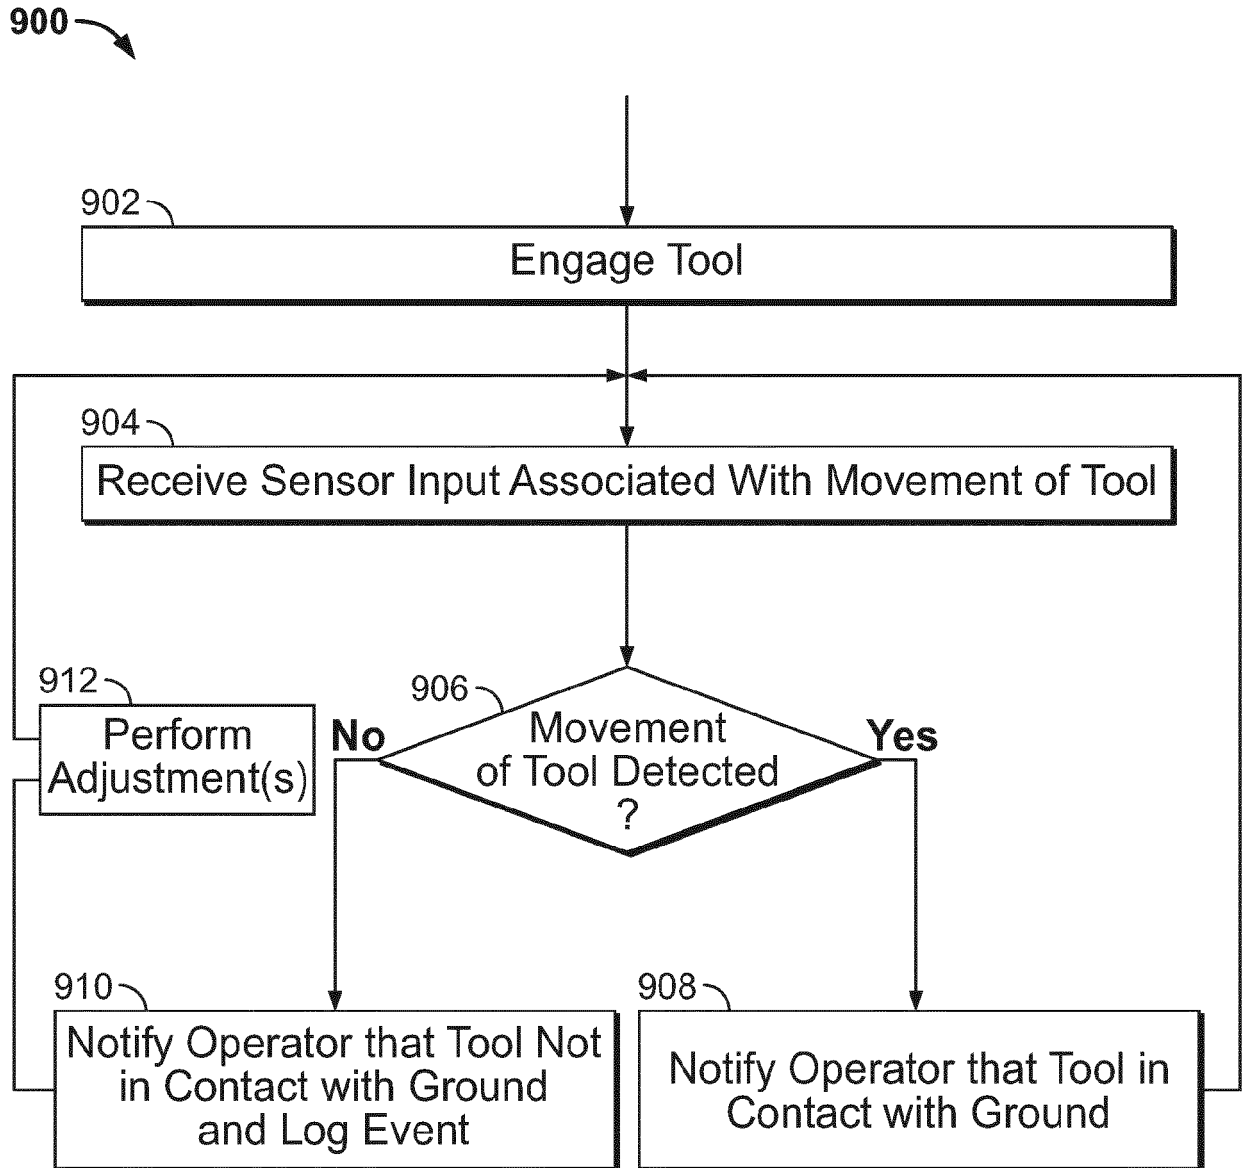 900
902
Engage Tool
904
Receive Sensor Input Associated With Movement of Tool
912
Perform
Adjustment(s)
906
No
Movement
of Tool Detected
?
Yes
910
Notify Operator that Tool Not
in Contact with Ground
and Log Event
908
Notify Operator that Tool in
Contact with Ground